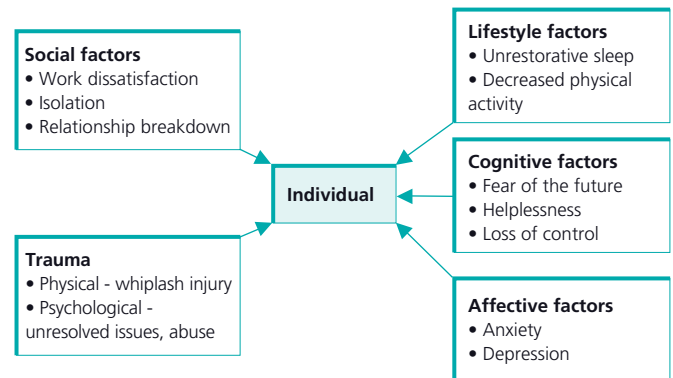 Social factors
• Work dissatisfaction
• Isolation
• Relationship breakdown
Lifestyle factors
• Unrestorative sleep
• Decreased physical
activity
Individual
Cognitive factors
• Fear of the future
• Helplessness
• Loss of control
Trauma
• Physical - whiplash injury
• Psychological -
unresolved issues, abuse
Affective factors
• Anxiety
• Depression